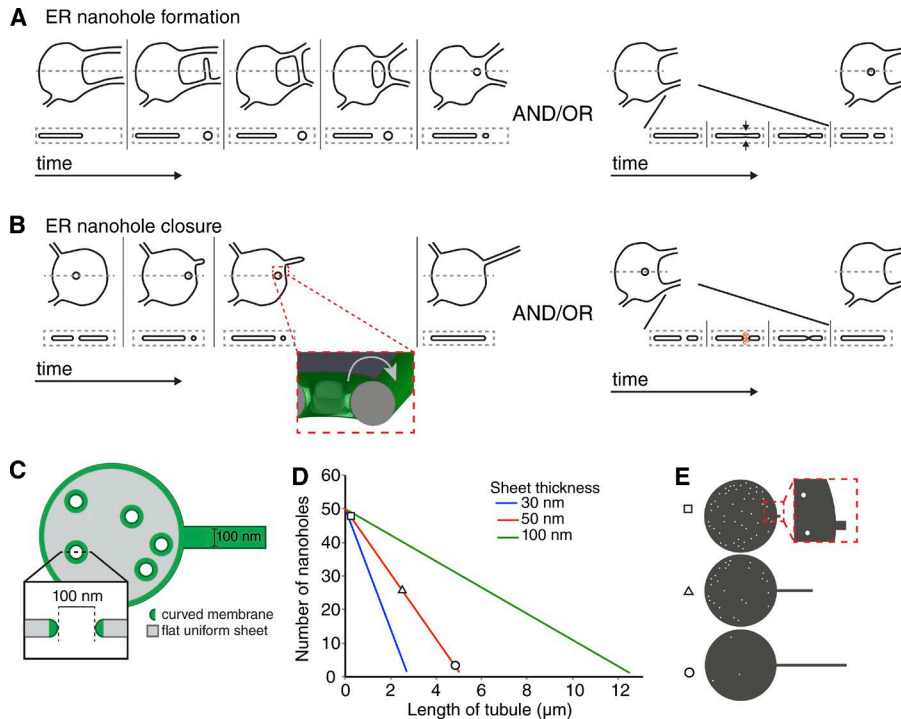 A ER nanohole formation
AND/OR
time
time
B ER nanohole closure
AND/OR
time
time
C
100 nm
100 nm
curved membrane
flat uniform sheet
D
Number of nanoholes
60
50
40
30
20
10
0
0 2 4 6 8 10 12
Length of tubule (μm)
Sheet thickness
30 nm
50 nm
100 nm
E